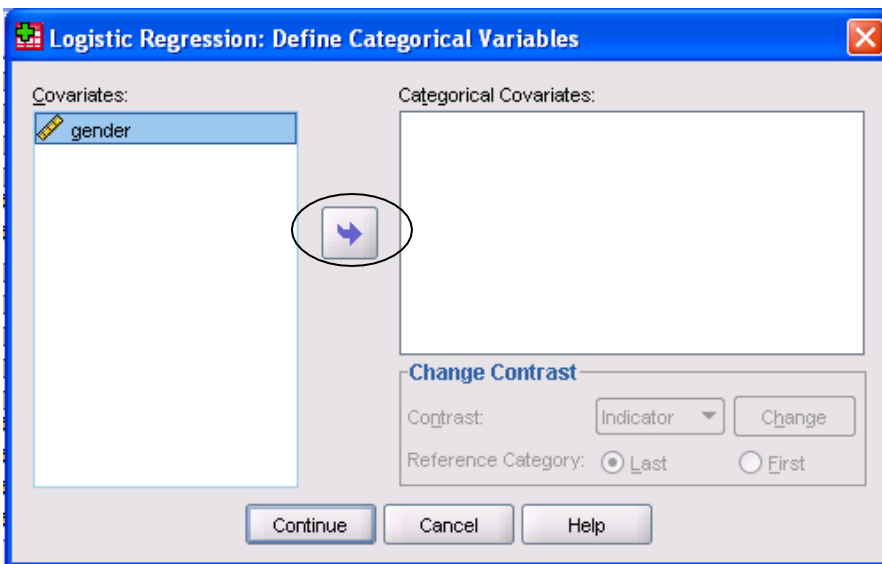 Logistic Regression: Define Categorical Variables
Covariates:
gender
Categorical Covariates:
Change Contrast
Contrast: Indicator Change
Reference Category: Last First
Continue Cancel Help